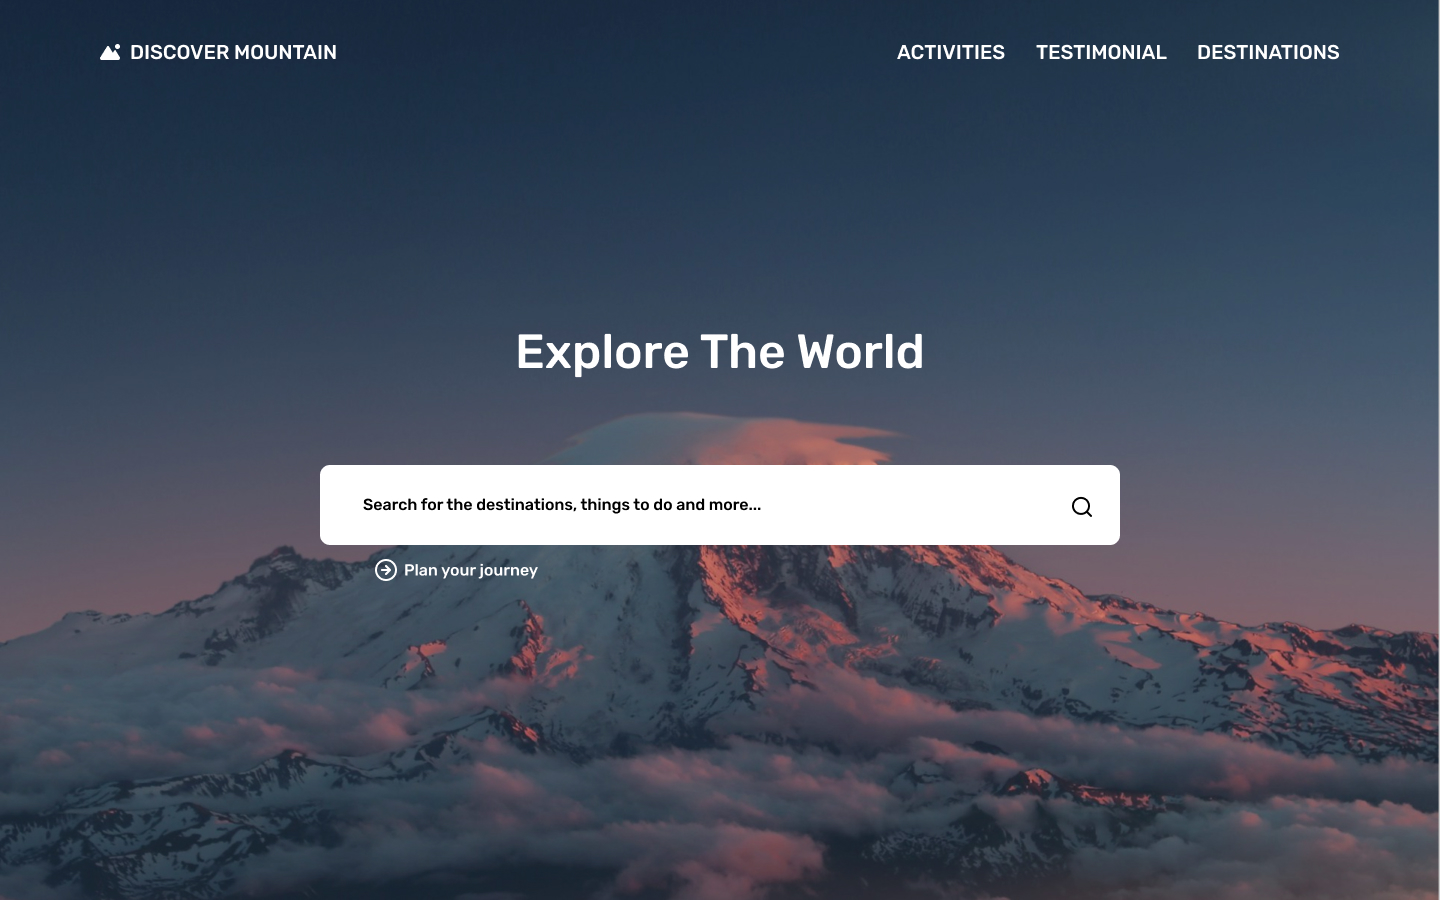 DISCOVER MOUNTAIN
ACTIVITIES
TESTIMONIAL
DESTINATIONS
Explore The World
Search for the destinations, things to do and more...
Plan your journey